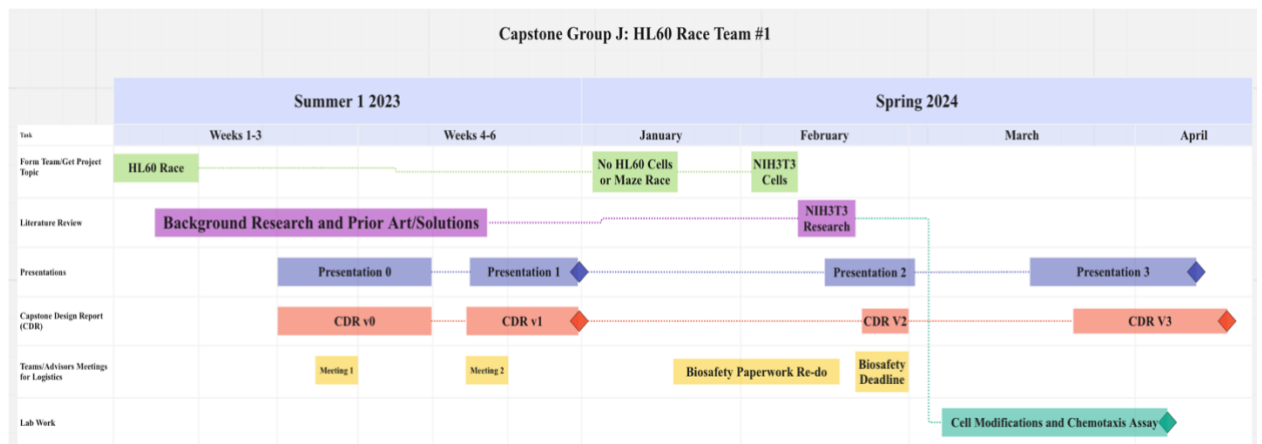 Capstone Group J: HL60 Race Team #1
Summer 1 2023
Spring 2024
Task
Weeks 1-3
Weeks 4-6
January
February
March
April
Form Team/Get Project
Topic
HL60 Race
No HL60 Cells
or Maze Race
NIH3T3
Cells
Literature Review
Background Research and Prior Art/Solutions
NIH3T3
Research
Presentations
Presentation 0
Presentation 1
Presentation 2
Presentation 3
Capstone Design Report
(CDR)
CDR v0
CDR v1
CDR V2
CDR V3
Teams/Advisors Meetings
for Logistics
Meeting 1
Meeting 2
Biosafety Paperwork Re-do
Biosafety
Deadline
Lab Work
Cell Modifications and Chemotaxis Assay